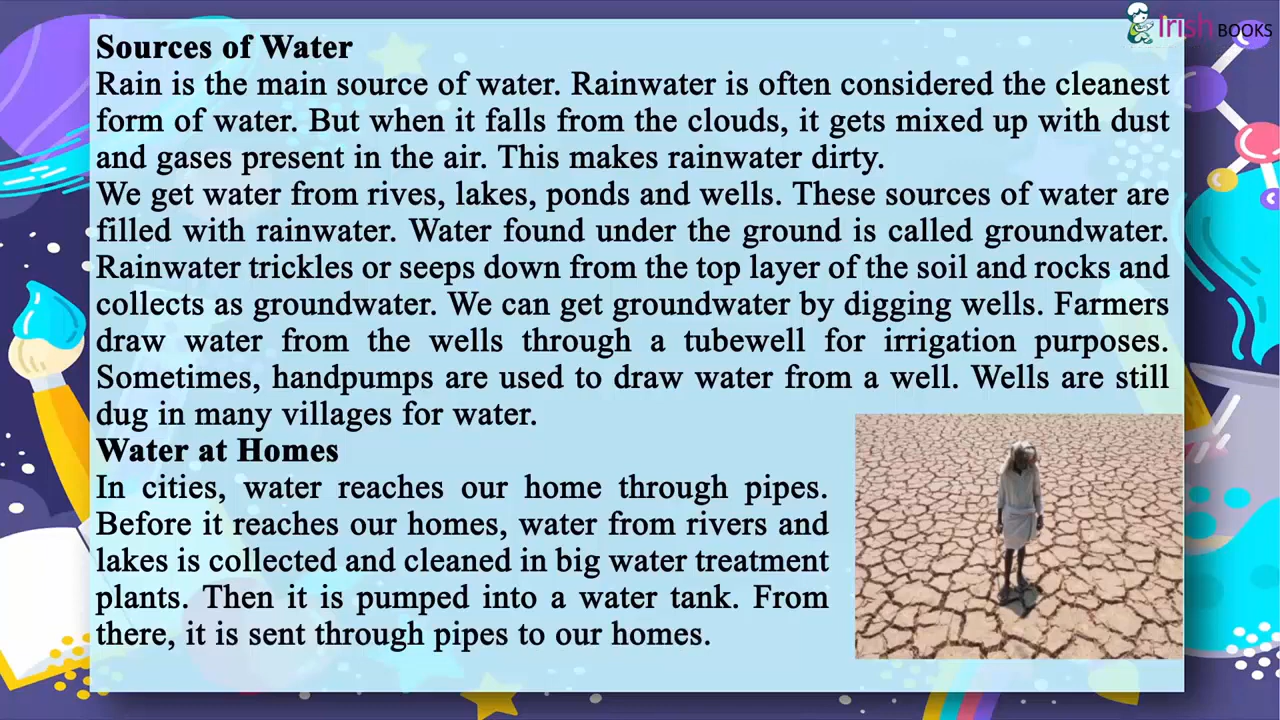 Irish BOOKS
Sources of Water
Rain is the main source of water. Rainwater is often considered the cleanest
form of water. But when it falls from the clouds, it gets mixed up with dust
and gases present in the air. This makes rainwater dirty.
We get water from rives, lakes, ponds and wells. These sources of water are
filled with rainwater. Water found under the ground is called groundwater.
Rainwater trickles or seeps down from the top layer of the soil and rocks and
collects as groundwater. We can get groundwater by digging wells. Farmers
draw water from the wells through a tubewell for irrigation purposes.
Sometimes, handpumps are used to draw water from a well. Wells are still
dug in many villages for water.
Water at Homes
In cities, water reaches our home through pipes.
Before it reaches our homes, water from rivers and
lakes is collected and cleaned in big water treatment
plants. Then it is pumped into a water tank. From
there, it is sent through pipes to our homes.